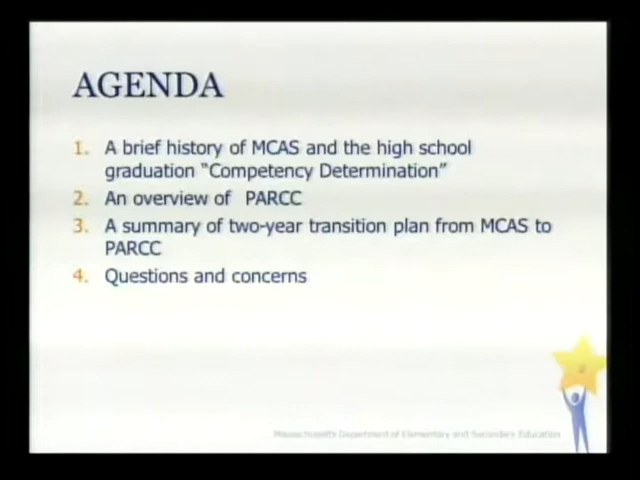 AGENDA
1. A brief history of MCAS and the high school
graduation “Competency Determination”
2. An overview of PARCC
3. A summary of two-year transition plan from MCAS to
PARCC
4. Questions and concerns
Massachusetts Department of Elementary and Secondary Education